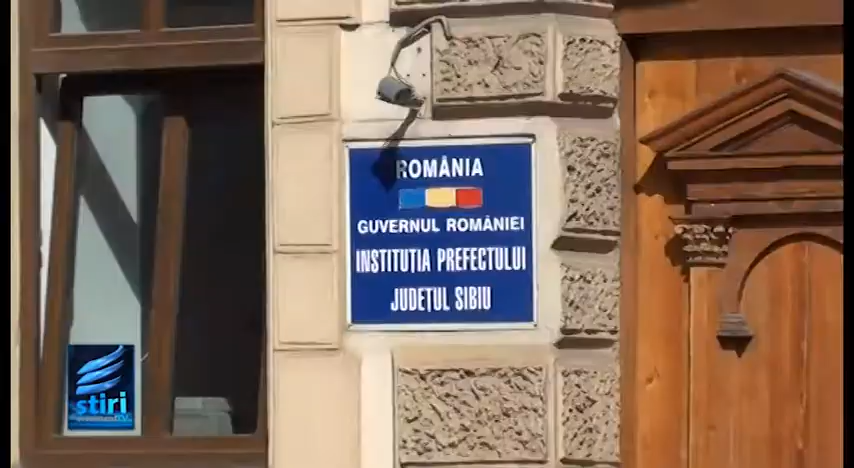 ROMÂNIA
GUVERNUL ROMÂNIEI
INSTITUȚIA PREFECTULUI
JUDEȚUL SIBIU
stiri